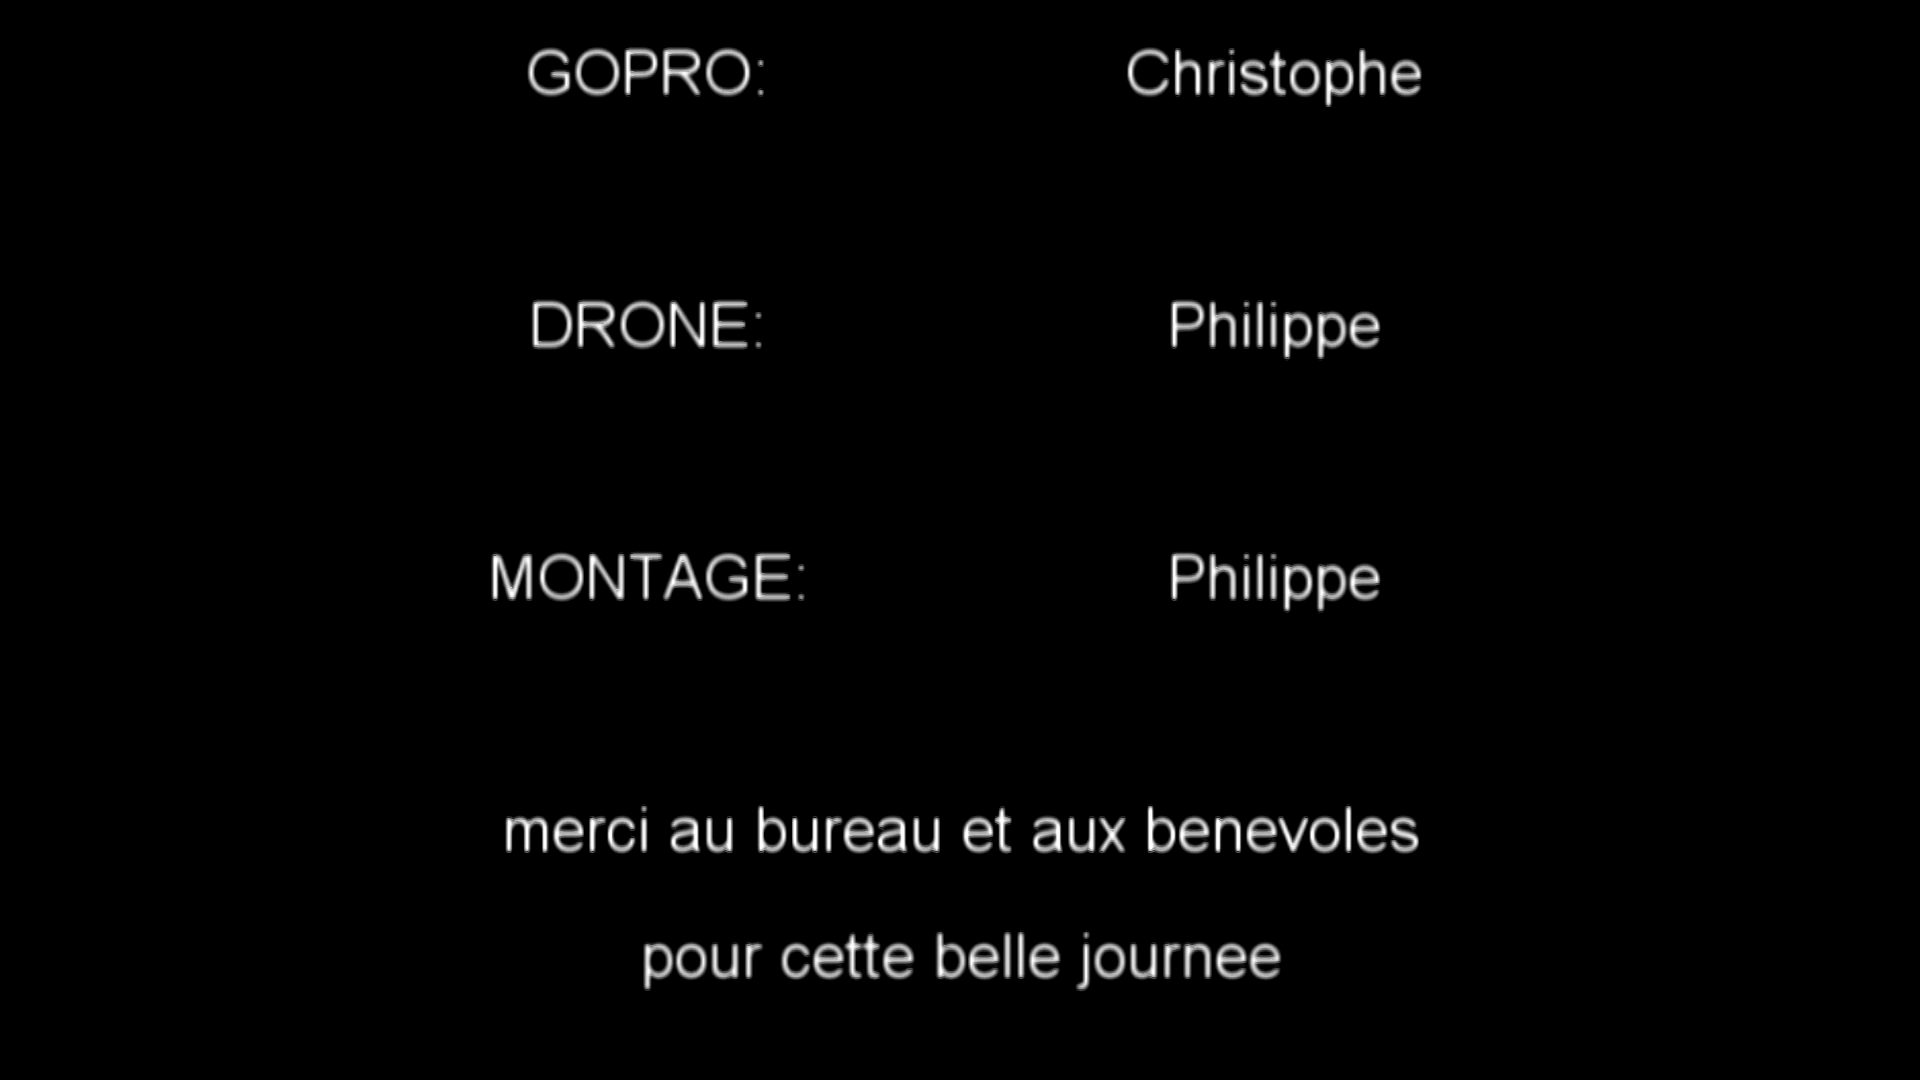 GOPRO: Christophe
DRONE: Philippe
MONTAGE: Philippe
merci au bureau et aux benevoles
pour cette belle journee